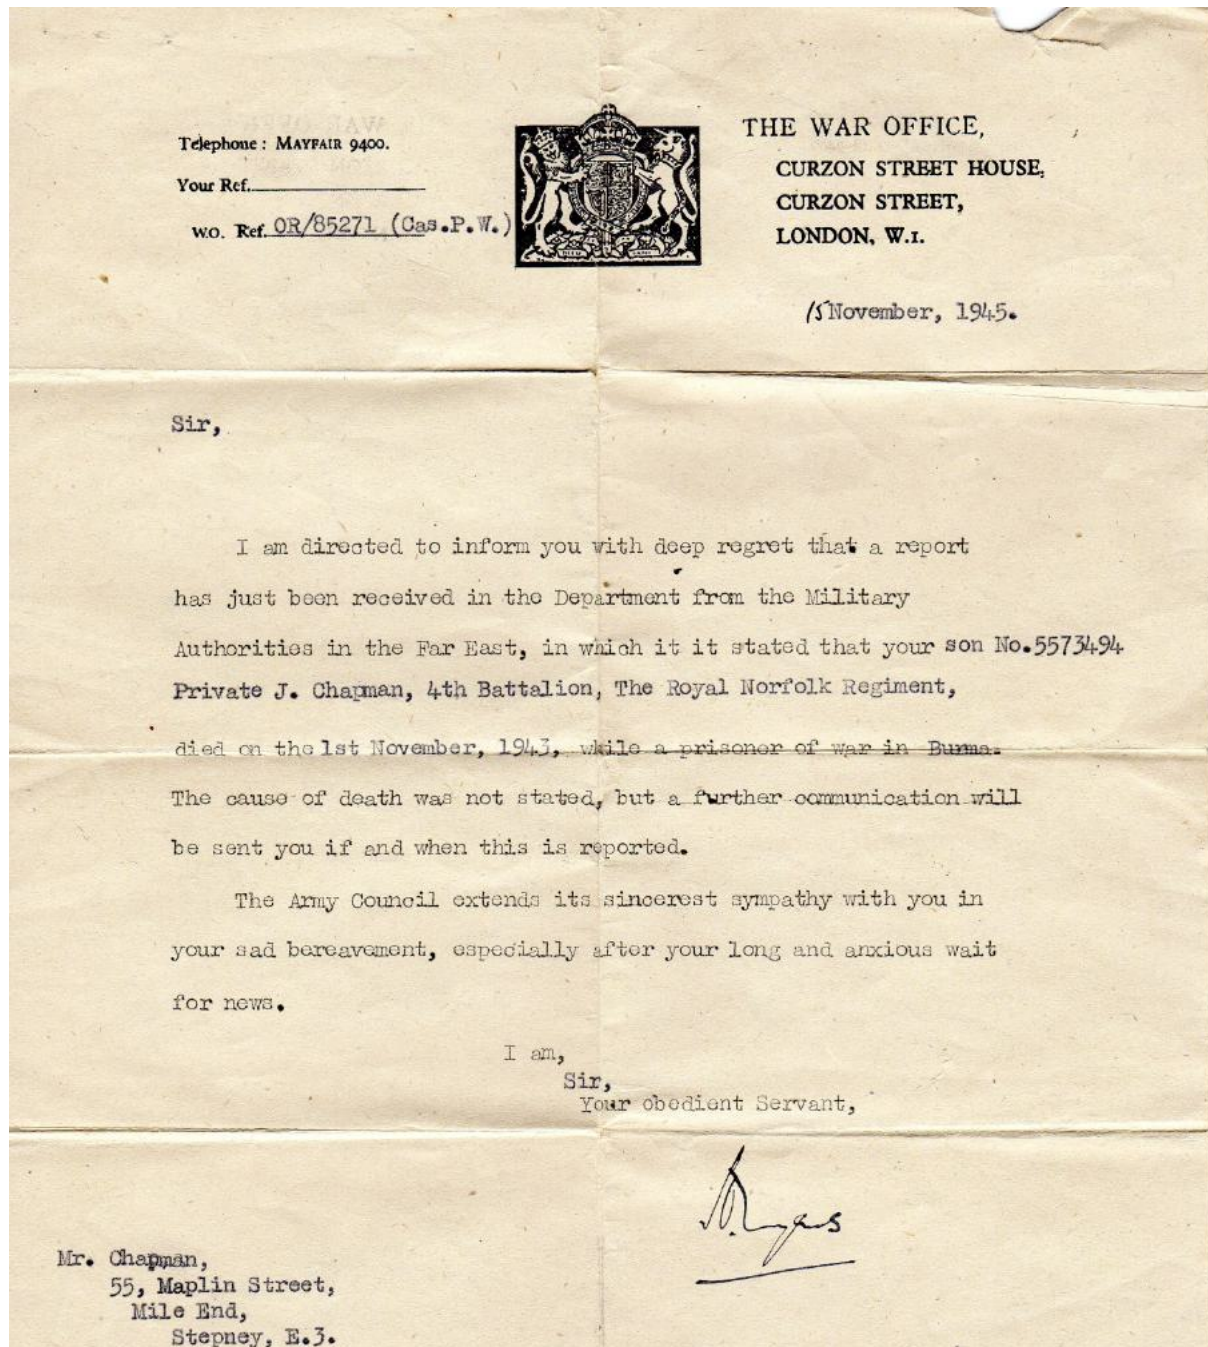 Telephone : MAYFAIR 9400.
Your Ref.
W.O. Ref. OR/85271 (Cas.P.W.)
THE WAR OFFICE,
CURZON STREET HOUSE,
CURZON STREET,
LONDON, W.1.
15 November, 1945.
Sir,
I am directed to inform you with deep regret that a report
has just been received in the Department from the Military
Authorities in the Far East, in which it it stated that your son No.5573494
Private J. Chapman, 4th Battalion, The Royal Norfolk Regiment,
died on the 1st November, 1943, while a prisoner of war in Burma.
The cause of death was not stated, but a further communication will
be sent you if and when this is reported.
The Army Council extends its sincerest sympathy with you in
your sad bereavement, especially after your long and anxious wait
for news.
I am,
Sir,
Your obedient Servant,
Mr. Chapman,
55, Maplin Street,
Mile End,
Stepney, E.3.